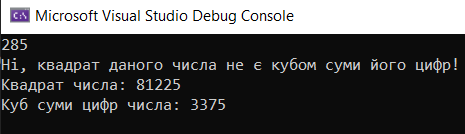 Microsoft Visual Studio Debug Console
285
Ні, квадрат даного числа не є кубом суми його цифр!
Квадрат числа: 81225
Куб суми цифр числа: 3375